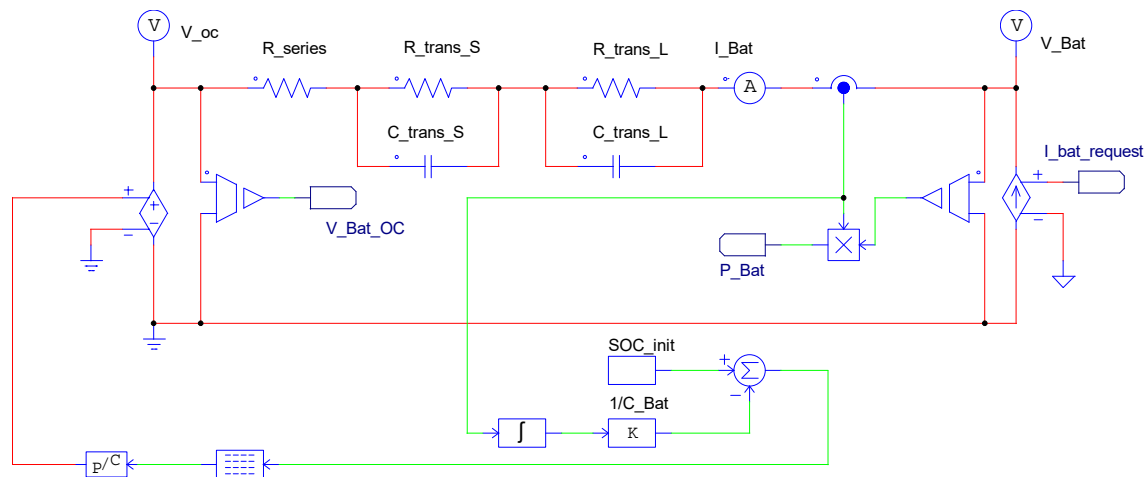 V
V_oc
V
V_Bat
R_series
R_trans_S
R_trans_L
I_Bat
A
C_trans_S
C_trans_L
I_bat_request
V_Bat_OC
P_Bat
SOC_init
Σ
1/C_Bat
∫
K
p/C